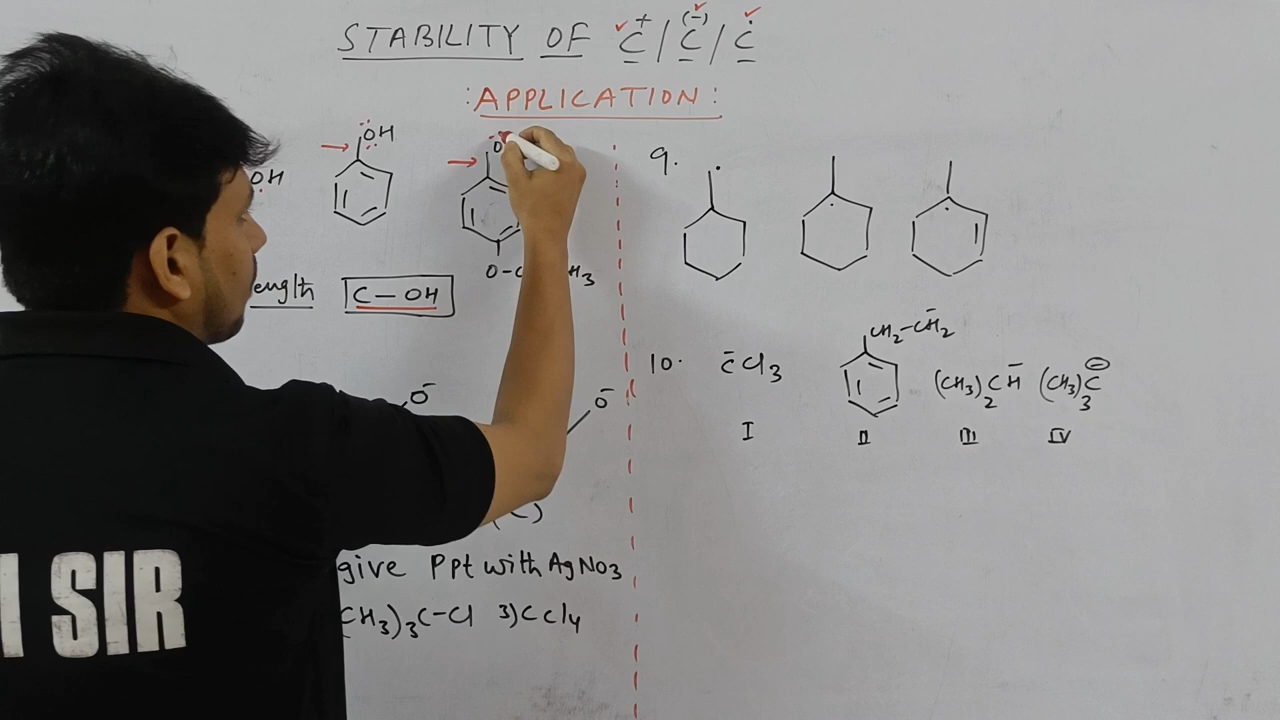 STABILITY OF C⁺/C⁽⁻⁾/Ċ
:APPLICATION:
OH
OH
O
O-C H3
ength C-OH
Ō
Ō
(-)
give Ppt with AgNO3
CH3)3C-Cl 3)CCl4
9.
10. C̄Cl3 CH2-C̄H2 (CH3)2C̄H (CH3)3C⊖
I II III IV
I SIR